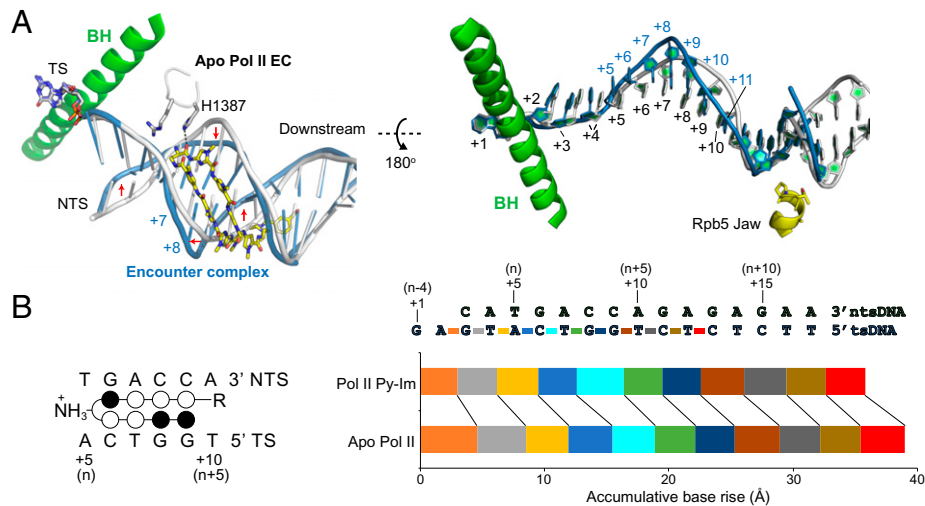 A
BH
TS
Apo Pol II EC
H1387
Downstream
180°
NTS
+7
+8
Encounter complex
+7
+8
+6
+9
+5
+10
+11
+2
+1
+3
+4
+5
+6
+7
+8
+9
+10
BH
Rpb5 Jaw
B
(n-4) (n) (n+5) (n+10)
+1 +5 +10 +15
C A T G A C C A G A G A A 3'ntsDNA
G A G T A C T G G T C T C T C T T 5'tsDNA
T G A C C A 3' NTS
+
NH3 R
A C T G G T 5' TS
+5 +10
(n) (n+5)
Pol II Py-Im
Apo Pol II
0 10 20 30 40
Accumulative base rise (Å)